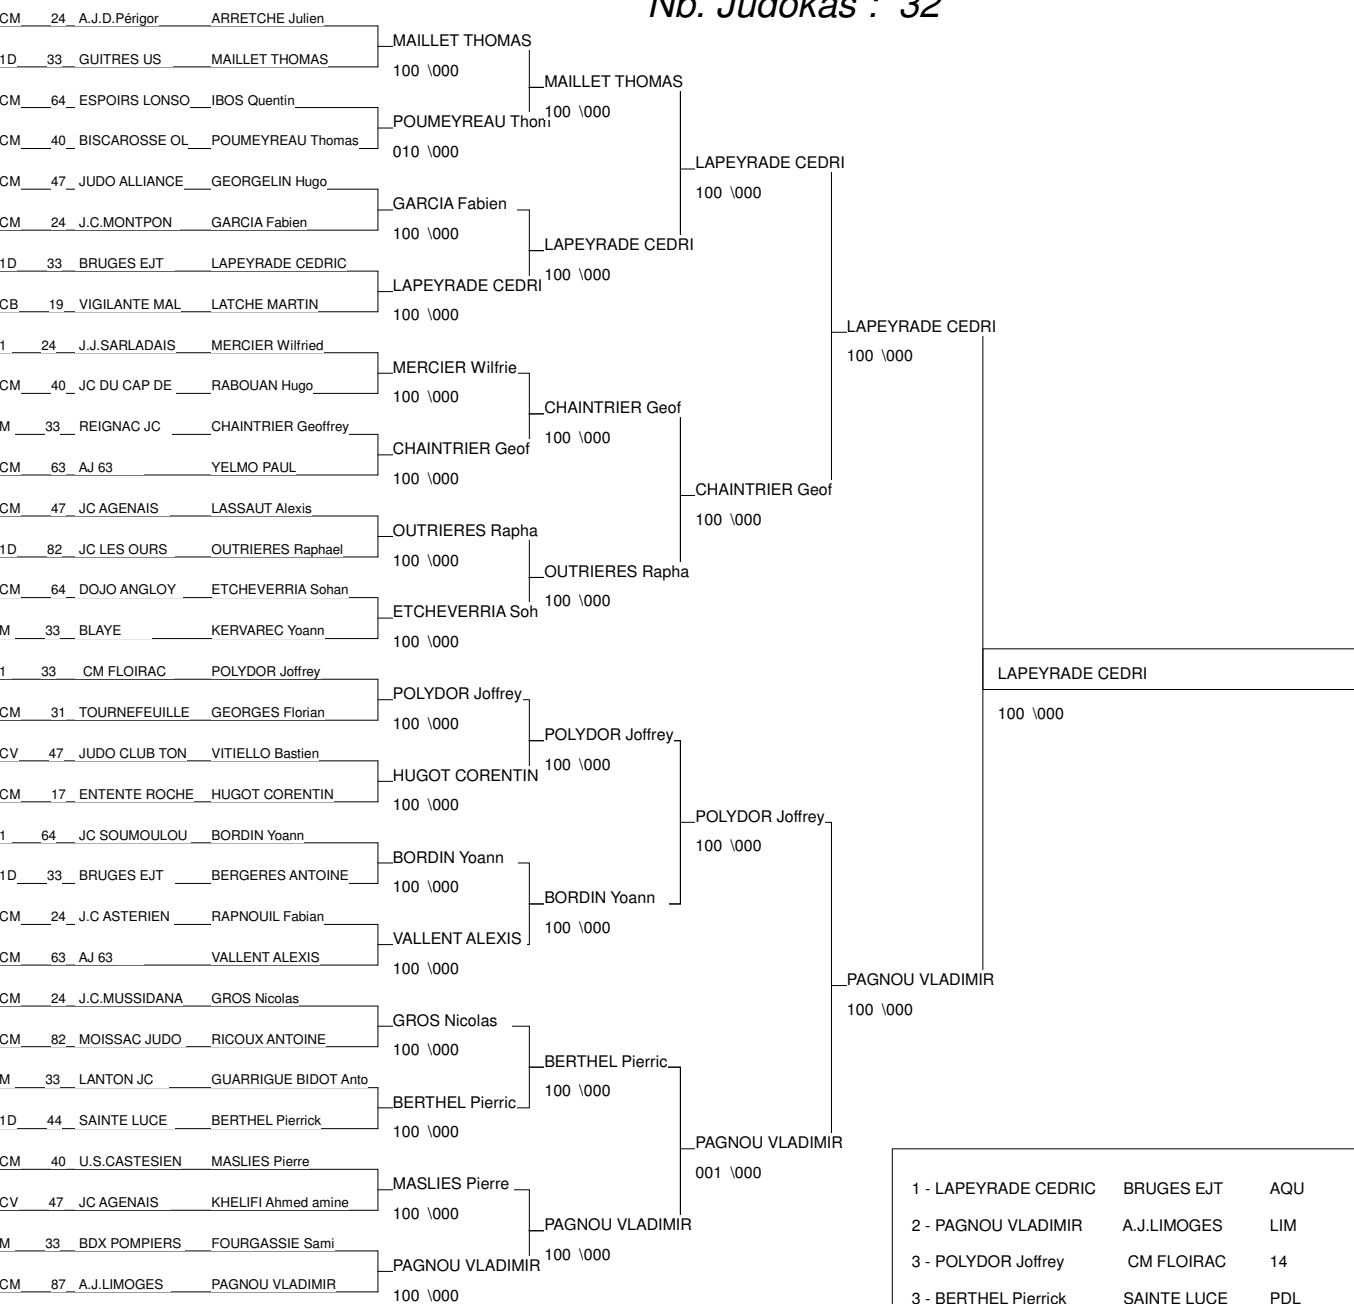 Nb. Judokas : 32
CM 24 A.J.D.Périgor ARRETCHE Julien
MAILLET THOMAS
1D 33 GUITRES US MAILLET THOMAS
100 \000
MAILLET THOMAS
CM 64 ESPOIRS LONSO IBOS Quentin
100 \000
POUMEYREAU Thom
CM 40 BISCAROSSE OL POUMEYREAU Thomas
010 \000
LAPEYRADE CEDRI
CM 47 JUDO ALLIANCE GEORGELIN Hugo
100 \000
GARCIA Fabien
CM 24 J.C.MONTPON GARCIA Fabien
100 \000
LAPEYRADE CEDRI
1D 33 BRUGES EJT LAPEYRADE CEDRIC
100 \000
LAPEYRADE CEDRI
CB 19 VIGILANTE MAL LATCHE MARTIN
100 \000
LAPEYRADE CEDRI
1 24 J.J.SARLADAIS MERCIER Wilfried
100 \000
MERCIER Wilfrie
CM 40 JC DU CAP DE RABOUAN Hugo
100 \000
CHAINTRIER Geof
M 33 REIGNAC JC CHAINTRIER Geoffrey
100 \000
CHAINTRIER Geof
CM 63 AJ 63 YELMO PAUL
100 \000
CHAINTRIER Geof
CM 47 JC AGENAIS LASSAUT Alexis
100 \000
OUTRIERES Rapha
1D 82 JC LES OURS OUTRIERES Raphael
100 \000
OUTRIERES Rapha
CM 64 DOJO ANGLOY ETCHEVERRIA Sohan
100 \000
ETCHEVERRIA Soh
M 33 BLAYE KERVAREC Yoann
100 \000
1 33 CM FLOIRAC POLYDOR Joffrey
LAPEYRADE CEDRI
POLYDOR Joffrey
CM 31 TOURNEFEUILLE GEORGES Florian
100 \000
100 \000
POLYDOR Joffrey
CV 47 JUDO CLUB TON VITIELLO Bastien
100 \000
HUGOT CORENTIN
CM 17 ENTENTE ROCHE HUGOT CORENTIN
100 \000
POLYDOR Joffrey
1 64 JC SOUMOULOU BORDIN Yoann
100 \000
BORDIN Yoann
1D 33 BRUGES EJT BERGERES ANTOINE
100 \000
BORDIN Yoann
CM 24 J.C ASTERIEN RAPNOUIL Fabian
100 \000
VALLENT ALEXIS
CM 63 AJ 63 VALLENT ALEXIS
100 \000
PAGNOU VLADIMIR
CM 24 J.C.MUSSIDANA GROS Nicolas
100 \000
GROS Nicolas
CM 82 MOISSAC JUDO RICOUX ANTOINE
100 \000
BERTHEL Pierric
M 33 LANTON JC GUARRIGUE BIDOT Anto
100 \000
BERTHEL Pierric
1D 44 SAINTE LUCE BERTHEL Pierrick
100 \000
PAGNOU VLADIMIR
CM 40 U.S.CASTESIEN MASLIES Pierre
001 \000
MASLIES Pierre
CV 47 JC AGENAIS KHELIFI Ahmed amine
100 \000
PAGNOU VLADIMIR
M 33 BDX POMPIERS FOURGASSIE Sami
100 \000
PAGNOU VLADIMIR
CM 87 A.J.LIMOGES PAGNOU VLADIMIR
100 \000
1 - LAPEYRADE CEDRIC BRUGES EJT AQU
2 - PAGNOU VLADIMIR A.J.LIMOGES LIM
3 - POLYDOR Joffrey CM FLOIRAC 14
3 - BERTHEL Pierrick SAINTE LUCE PDL